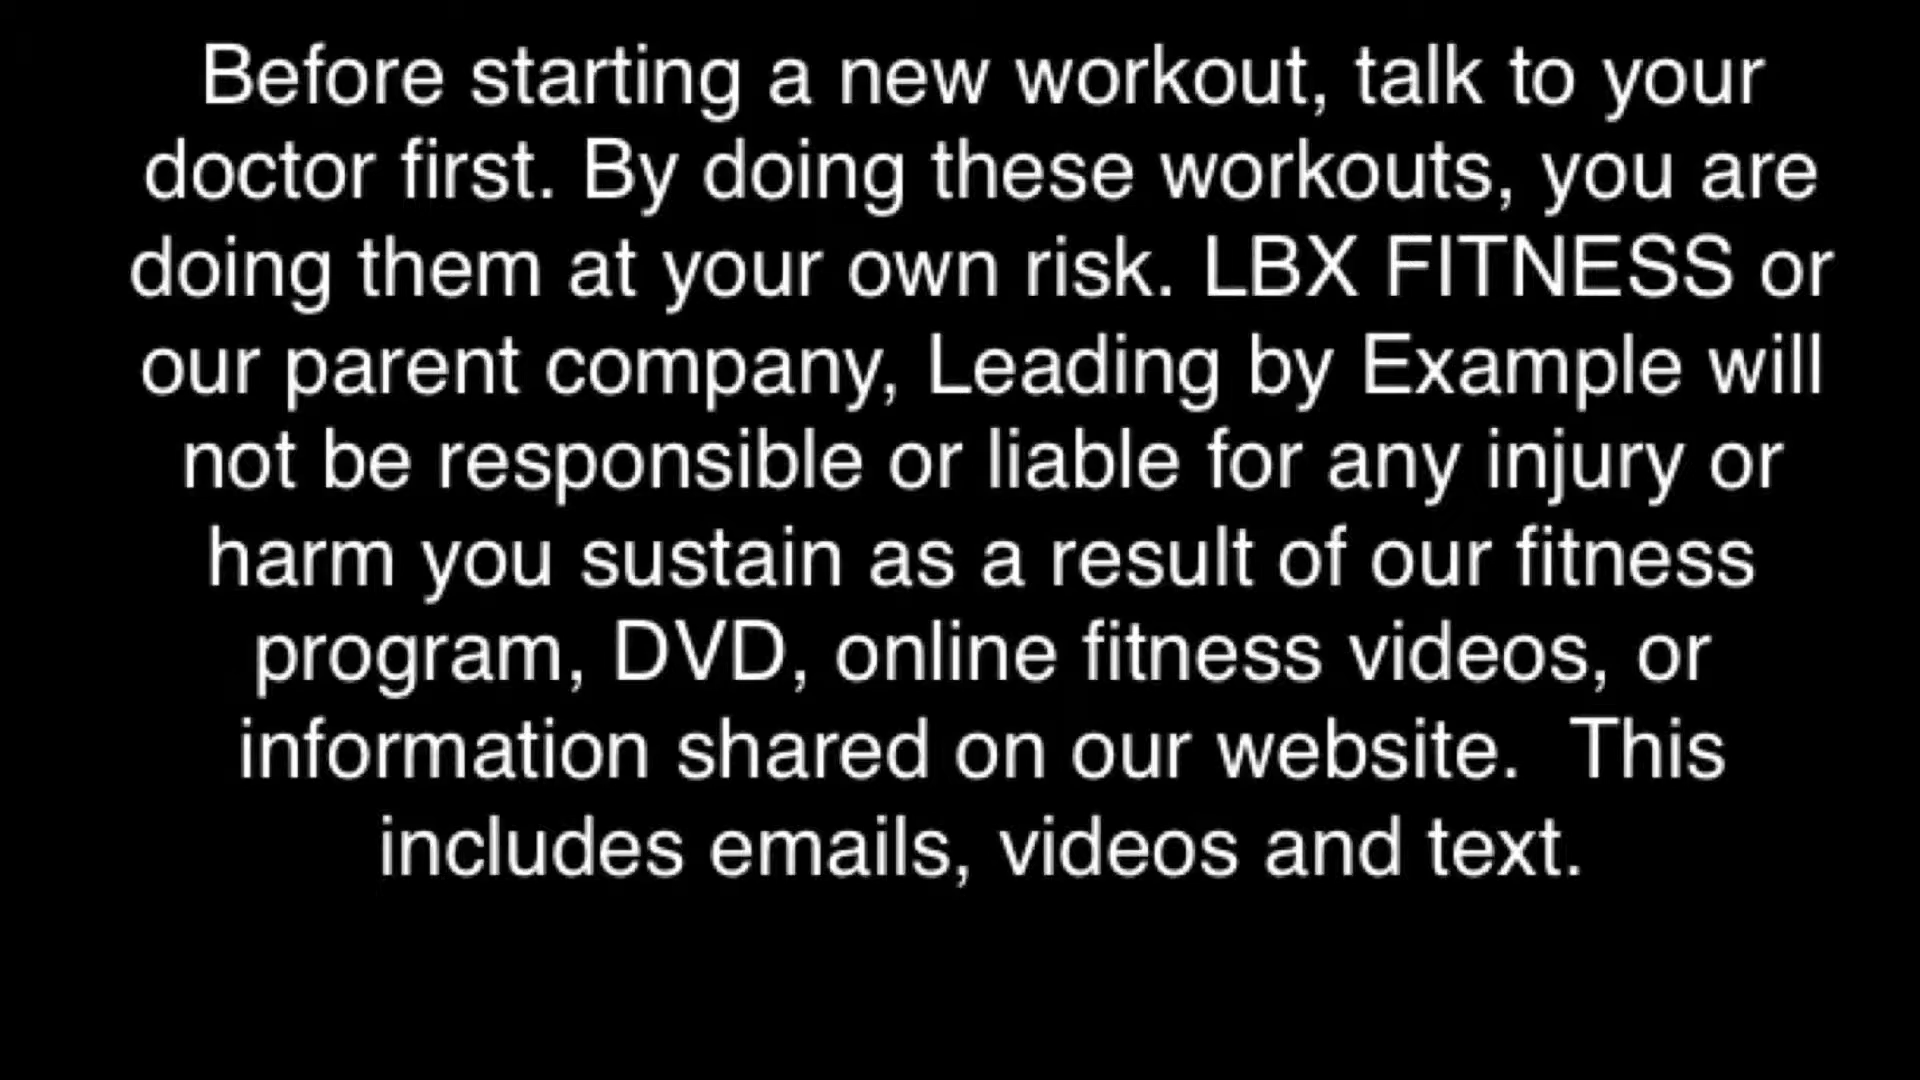 Before starting a new workout, talk to your
doctor first. By doing these workouts, you are
doing them at your own risk. LBX FITNESS or
our parent company, Leading by Example will
not be responsible or liable for any injury or
harm you sustain as a result of our fitness
program, DVD, online fitness videos, or
information shared on our website.  This
includes emails, videos and text.